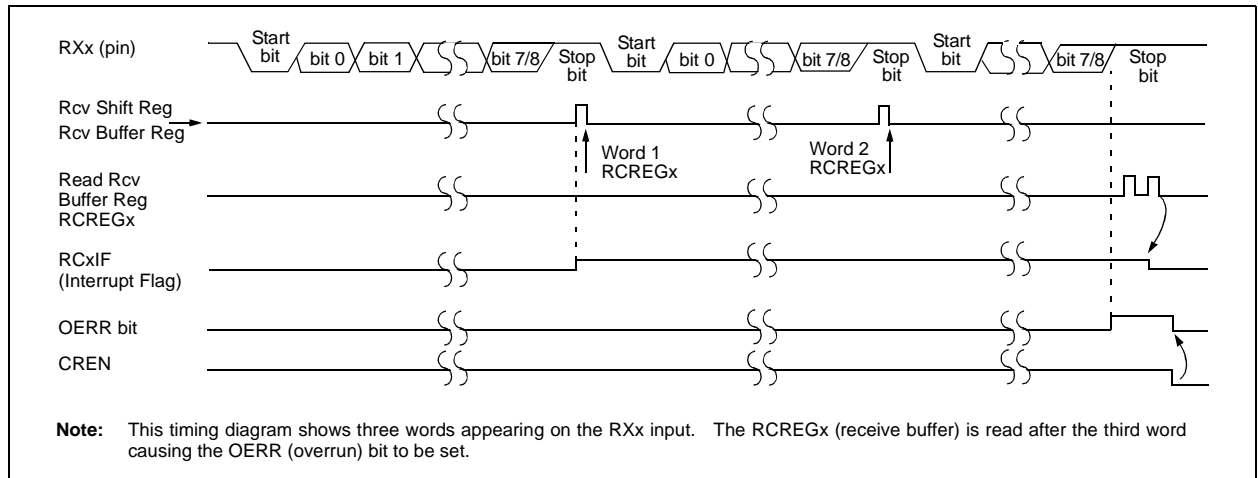 RXx (pin)
Start
bit
bit 0
bit 1
bit 7/8
Stop
bit
Start
bit
bit 0
bit 7/8
Stop
bit
Start
bit
bit 7/8
Stop
bit
Rcv Shift Reg
Rcv Buffer Reg
Word 1
RCREGx
Word 2
RCREGx
Read Rcv
Buffer Reg
RCREGx
RCxIF
(Interrupt Flag)
OERR bit
CREN
Note: This timing diagram shows three words appearing on the RXx input. The RCREGx (receive buffer) is read after the third word
causing the OERR (overrun) bit to be set.